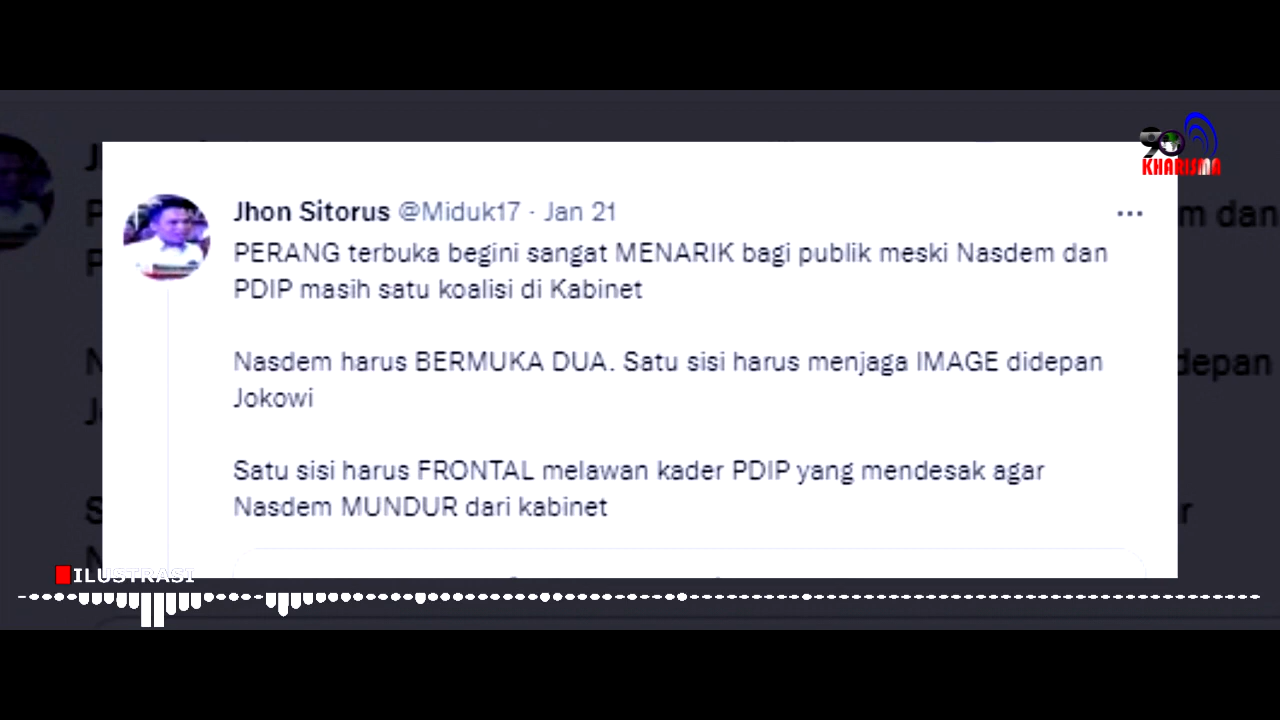 90
KHARISMA
Jhon Sitorus @Miduk17 · Jan 21
PERANG terbuka begini sangat MENARIK bagi publik meski Nasdem dan
PDIP masih satu koalisi di Kabinet
Nasdem harus BERMUKA DUA. Satu sisi harus menjaga IMAGE didepan
Jokowi
Satu sisi harus FRONTAL melawan kader PDIP yang mendesak agar
Nasdem MUNDUR dari kabinet
ILUSTRASI